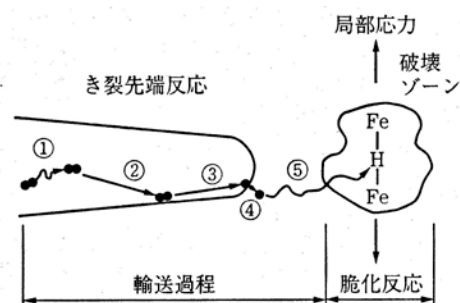 局部応力
破壊
ゾーン
き裂先端反応
①
②
③
④
⑤
Fe
H
Fe
輸送過程
脆化反応